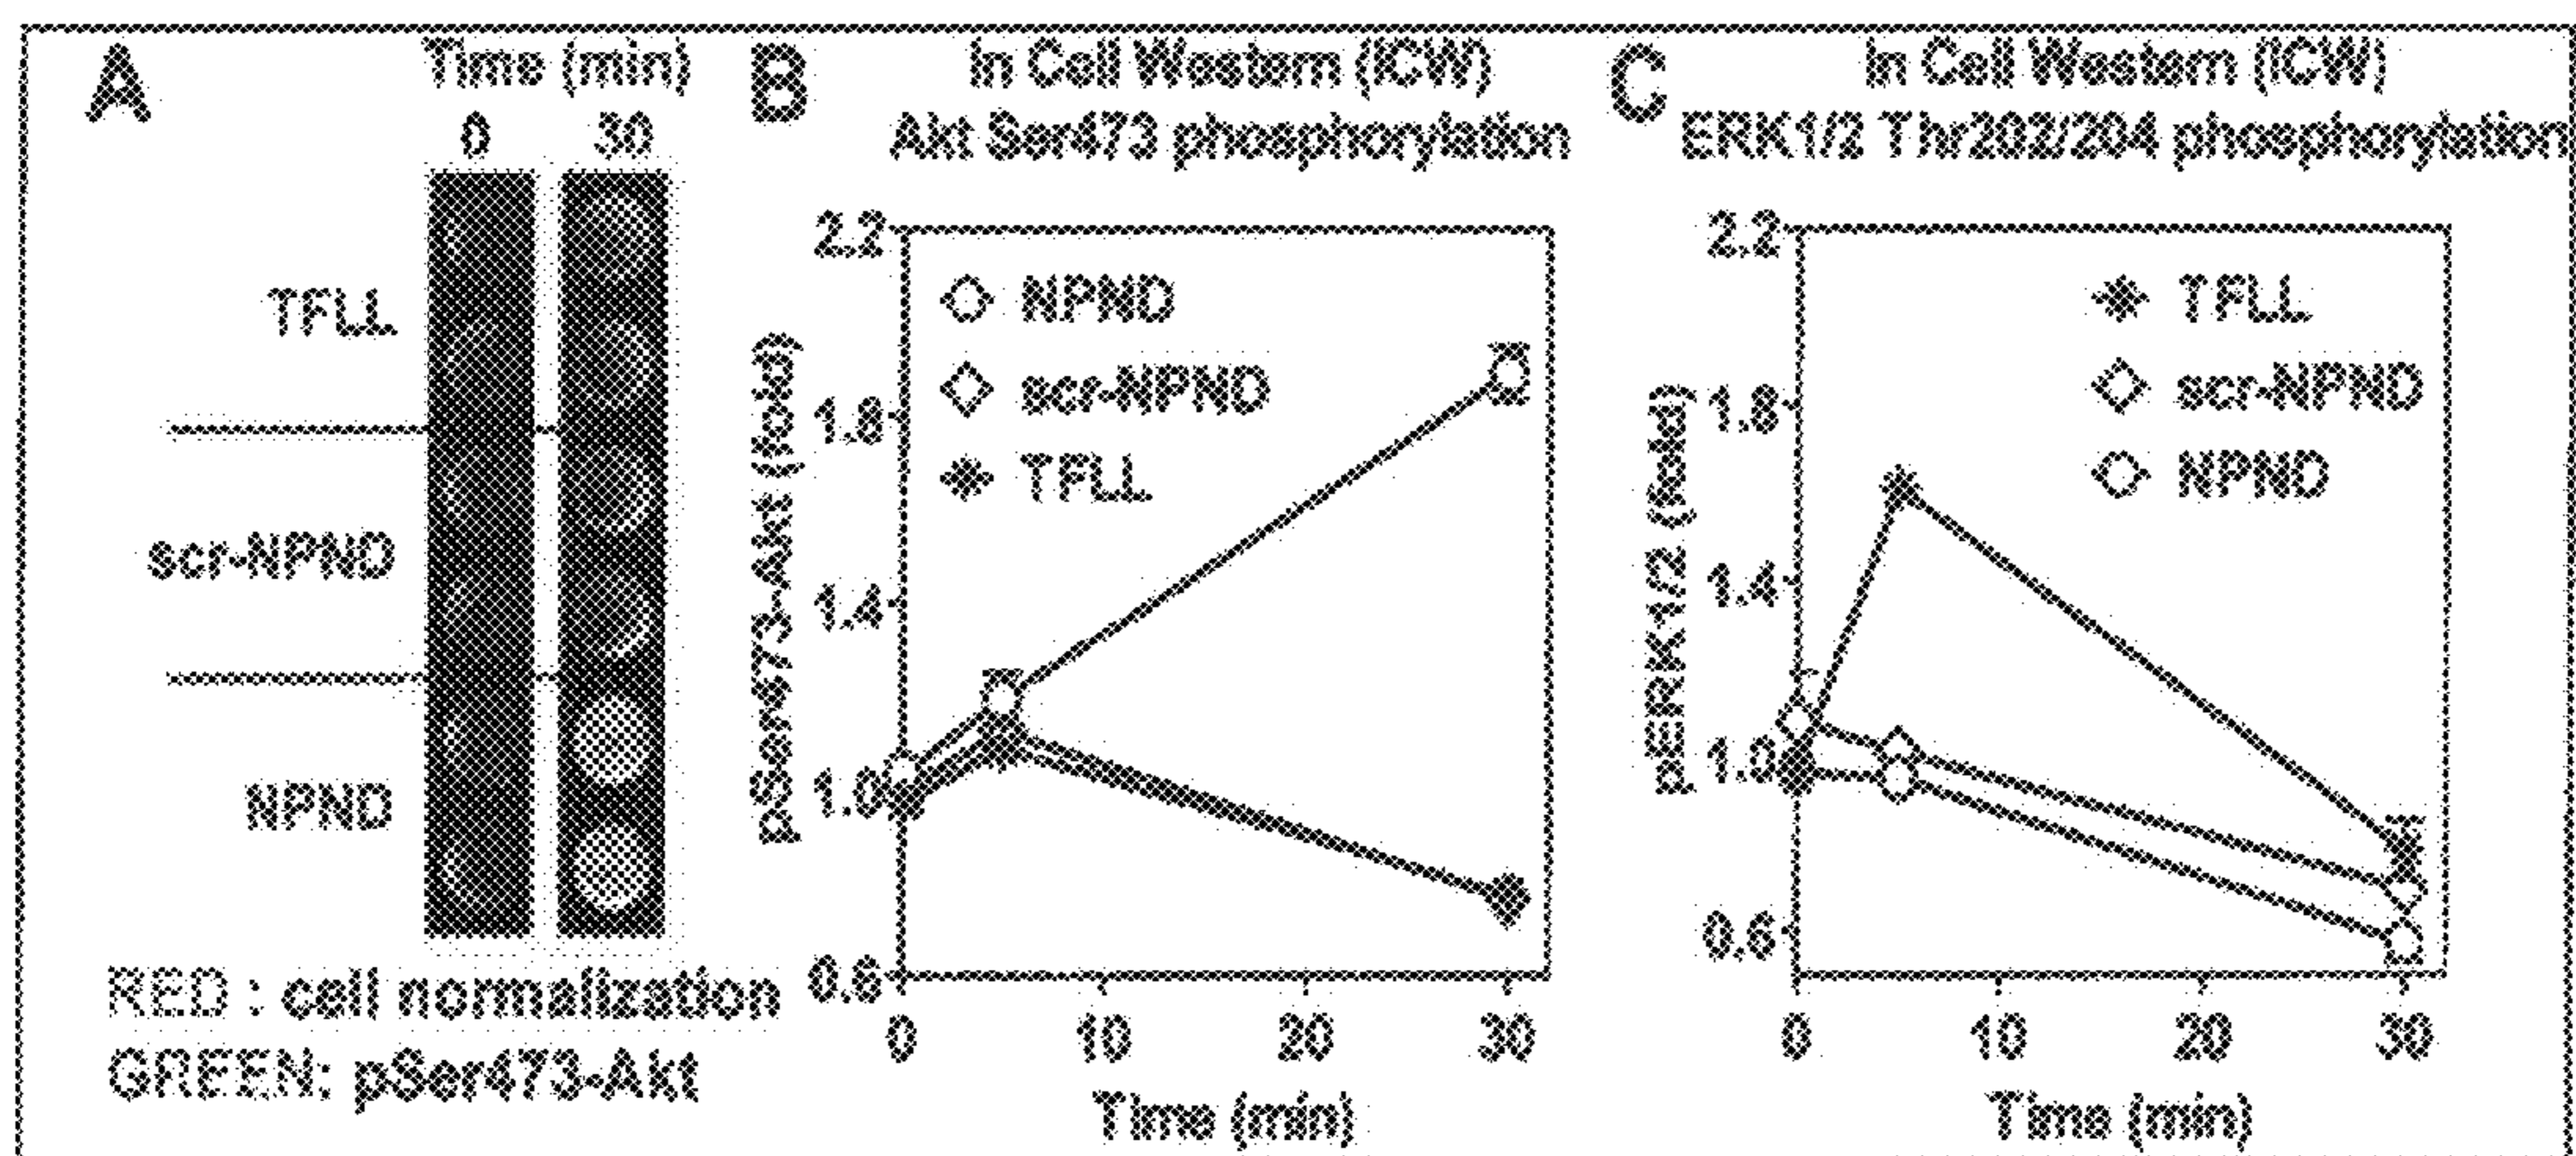 A
Time (min)
0 30
TFLL
scr-NPND
NPND
RED : cell normalization
GREEN: pSer473-Akt
B
In Cell Western (ICW)
Akt Ser473 phosphorylation
pSer473-Akt (fold)
2.2
1.8
1.4
1.0
0.6
NPND
scr-NPND
TFLL
0 10 20 30
Time (min)
C
In Cell Western (ICW)
ERK1/2 Thr202/204 phosphorylation
pERK1/2 (fold)
2.2
1.8
1.4
1.0
0.6
TFLL
scr-NPND
NPND
0 10 20 30
Time (min)